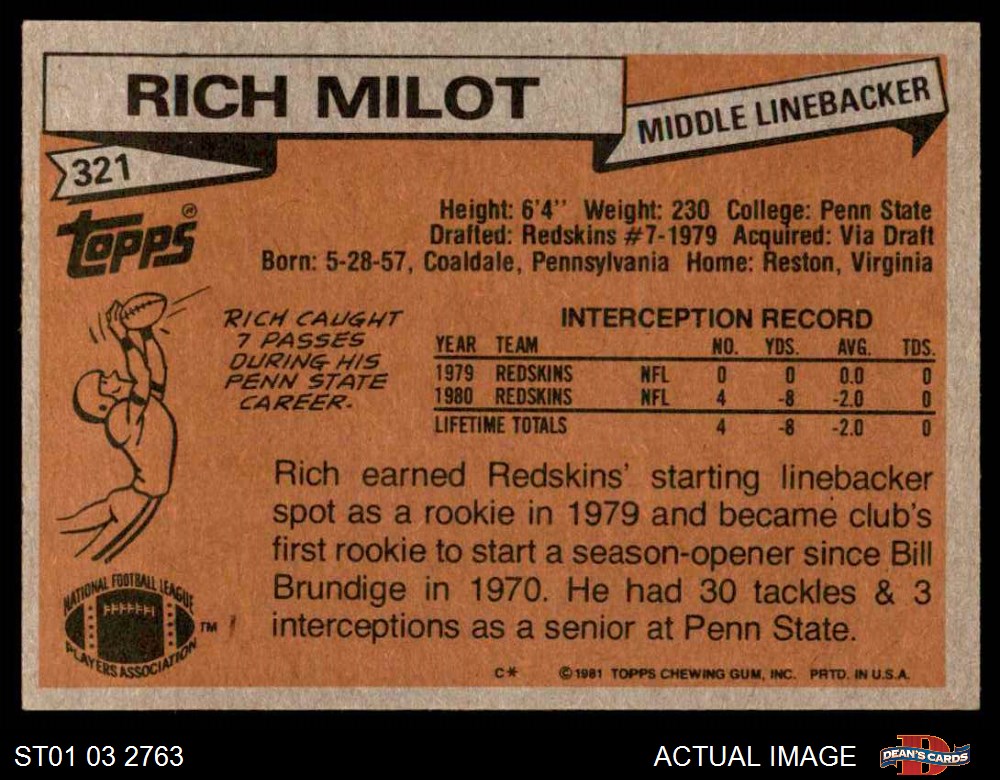 RICH MILOT
MIDDLE LINEBACKER
321
TOPPS®
Height: 6'4" Weight: 230 College: Penn State
Drafted: Redskins #7-1979 Acquired: Via Draft
Born: 5-28-57, Coaldale, Pennsylvania Home: Reston, Virginia
RICH CAUGHT
7 PASSES
DURING HIS
PENN STATE
CAREER.
INTERCEPTION RECORD
YEAR TEAM NO. YDS. AVG. TDS.
1979 REDSKINS NFL 0 0 0.0 0
1980 REDSKINS NFL 4 -8 -2.0 0
LIFETIME TOTALS 4 -8 -2.0 0
Rich earned Redskins' starting linebacker
spot as a rookie in 1979 and became club's
first rookie to start a season-opener since Bill
Brundige in 1970. He had 30 tackles & 3
interceptions as a senior at Penn State.
NATIONAL FOOTBALL LEAGUE
PLAYERS ASSOCIATION
TM
C* ©1981 TOPPS CHEWING GUM, INC. PRTD. IN U.S.A.
ST01 03 2763
ACTUAL IMAGE
D
DEAN'S CARDS